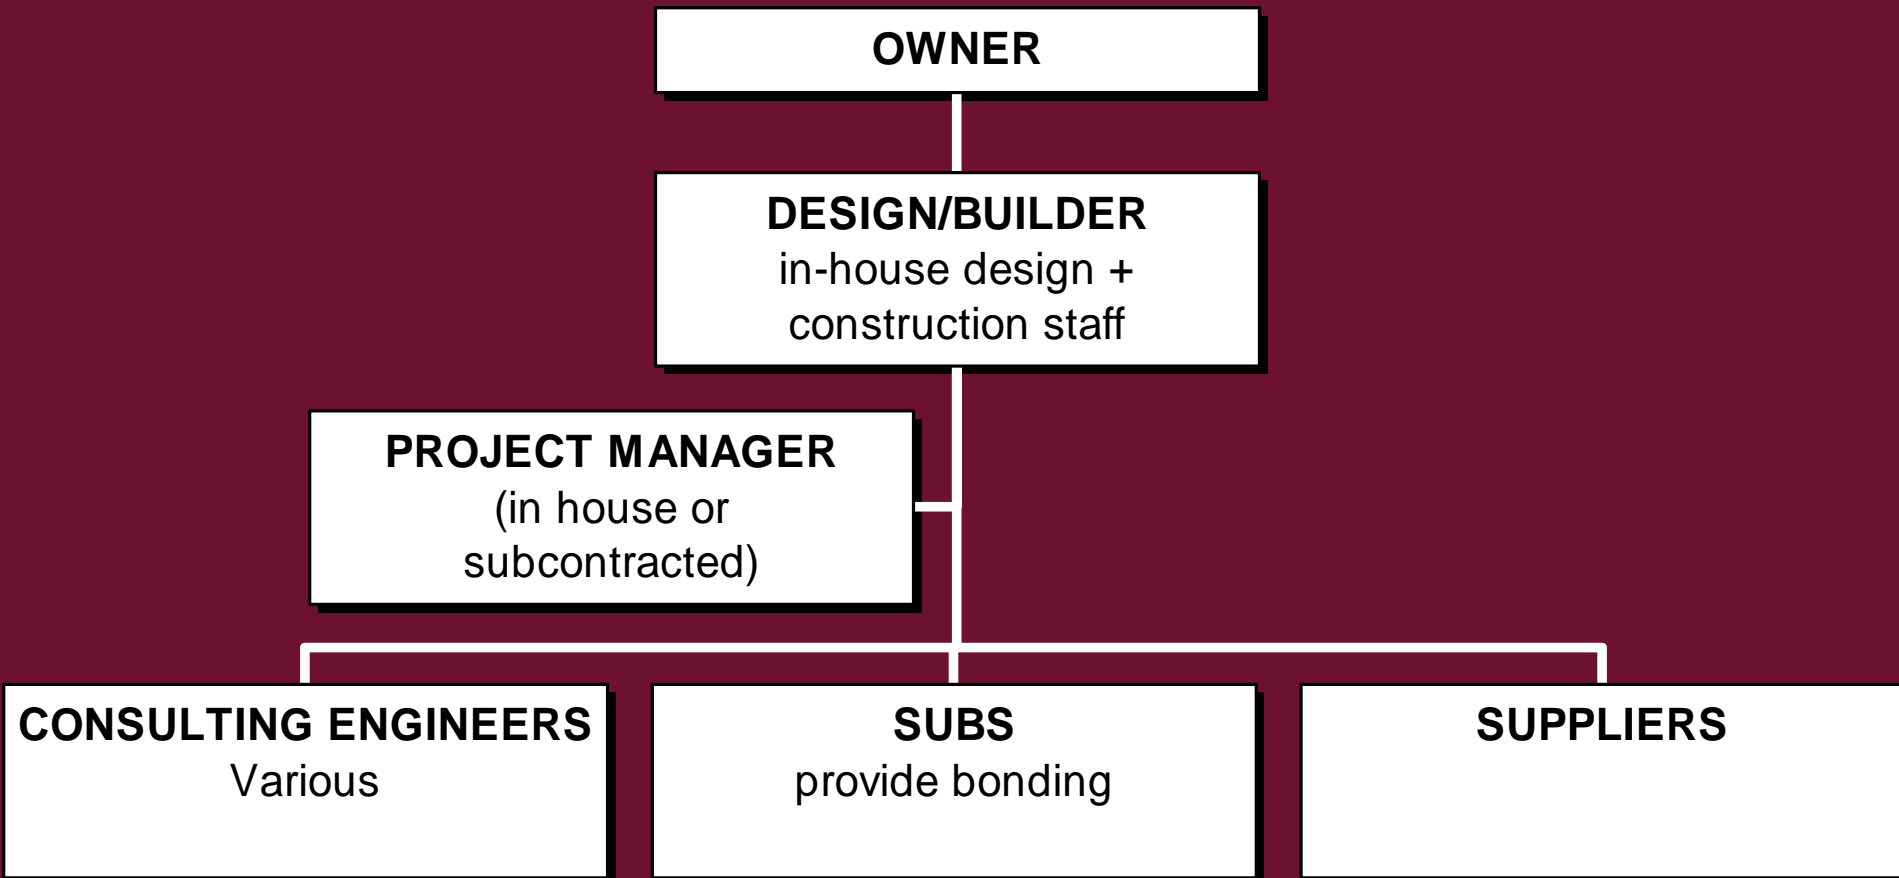 OWNER
DESIGN/BUILDER
in-house design +
construction staff
PROJECT MANAGER
(in house or
subcontracted)
CONSULTING ENGINEERS
Various
SUBS
provide bonding
SUPPLIERS